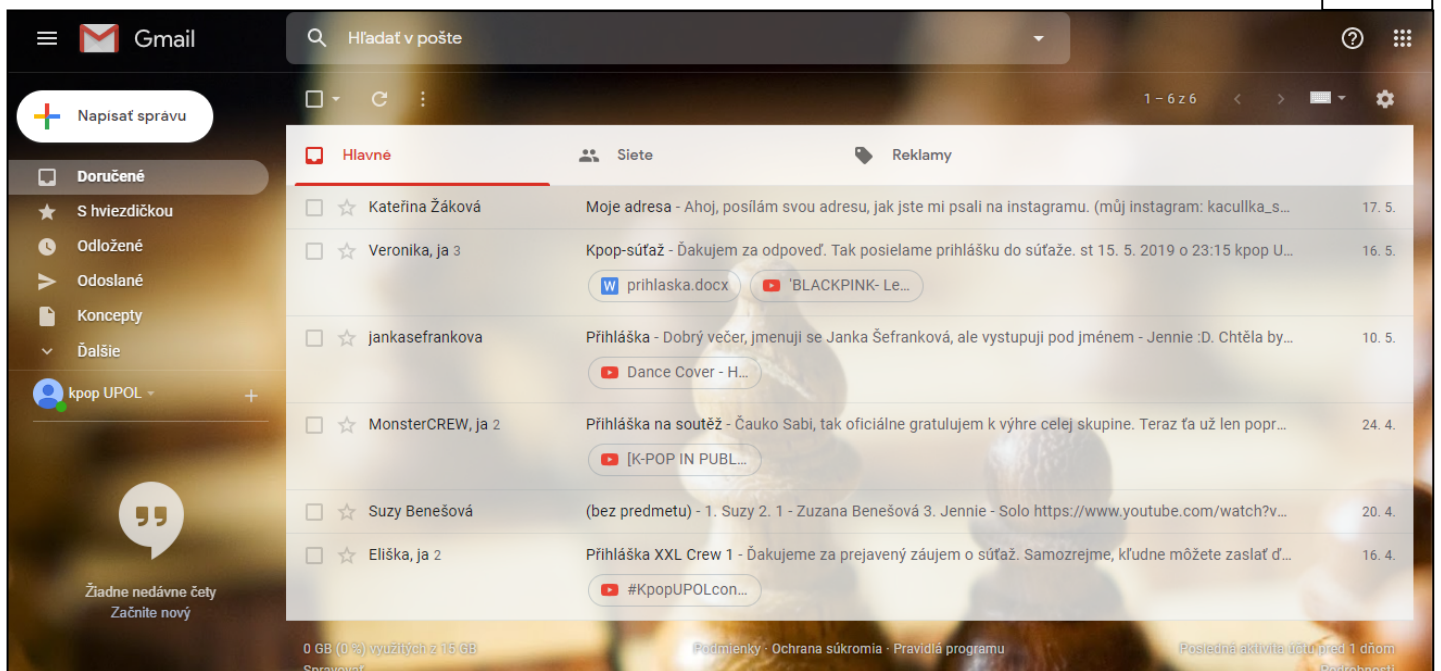 Gmail
Hľadať v pošte
Napísať správu
1 – 6 z 6
Doručené
S hviezdičkou
Odložené
Odoslané
Koncepty
Ďalšie
kpop UPOL
Žiadne nedávne čety
Začnite nový
Hlavné Siete Reklamy
Kateřina Žáková Moje adresa - Ahoj, posílám svou adresu, jak jste mi psali na instagramu. (můj instagram: kacullka_s... 17. 5.
Veronika, ja 3 Kpop-súťaž - Ďakujem za odpoveď. Tak posielame prihlášku do súťaže. st 15. 5. 2019 o 23:15 kpop U... 16. 5.
W prihlaska.docx 'BLACKPINK- Le...
jankasefrankova Přihláška - Dobrý večer, jmenuji se Janka Šefranková, ale vystupuji pod jménem - Jennie :D. Chtěla by... 10. 5.
Dance Cover - H...
MonsterCREW, ja 2 Přihláška na soutěž - Čauko Sabi, tak oficiálne gratulujem k výhre celej skupine. Teraz ťa už len popr... 24. 4.
[K-POP IN PUBL...
Suzy Benešová (bez predmetu) - 1. Suzy 2. 1 - Zuzana Benešová 3. Jennie - Solo https://www.youtube.com/watch?v... 20. 4.
Eliška, ja 2 Přihláška XXL Crew 1 - Ďakujeme za prejavený záujem o súťaž. Samozrejme, kľudne môžete zaslať ď... 16. 4.
#KpopUPOLcon...
0 GB (0 %) využitých z 15 GB Podmienky · Ochrana súkromia · Pravidlá programu Posledná aktivita účtu pred 1 dňom
Spravovať Podrobnosti